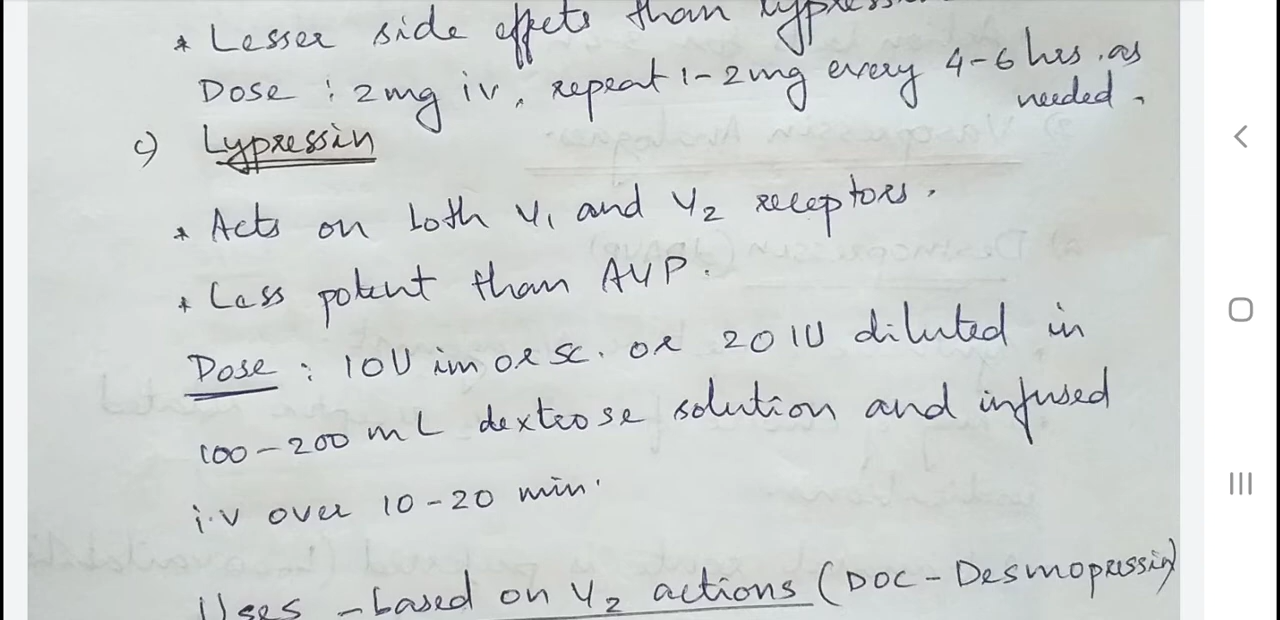 * Lesser side effets than lypress
Dose : 2mg iv, repeat 1-2mg every 4-6 hrs. as
needed.
c) Lypressin
* Acts on both V1 and V2 receptors.
* Less potent than AVP.
Dose : 10U im or sc. or 20 IU diluted in
100-200 mL dextrose solution and infused
i.v over 10-20 min.
Uses - based on V2 actions (DOC - Desmopressin)